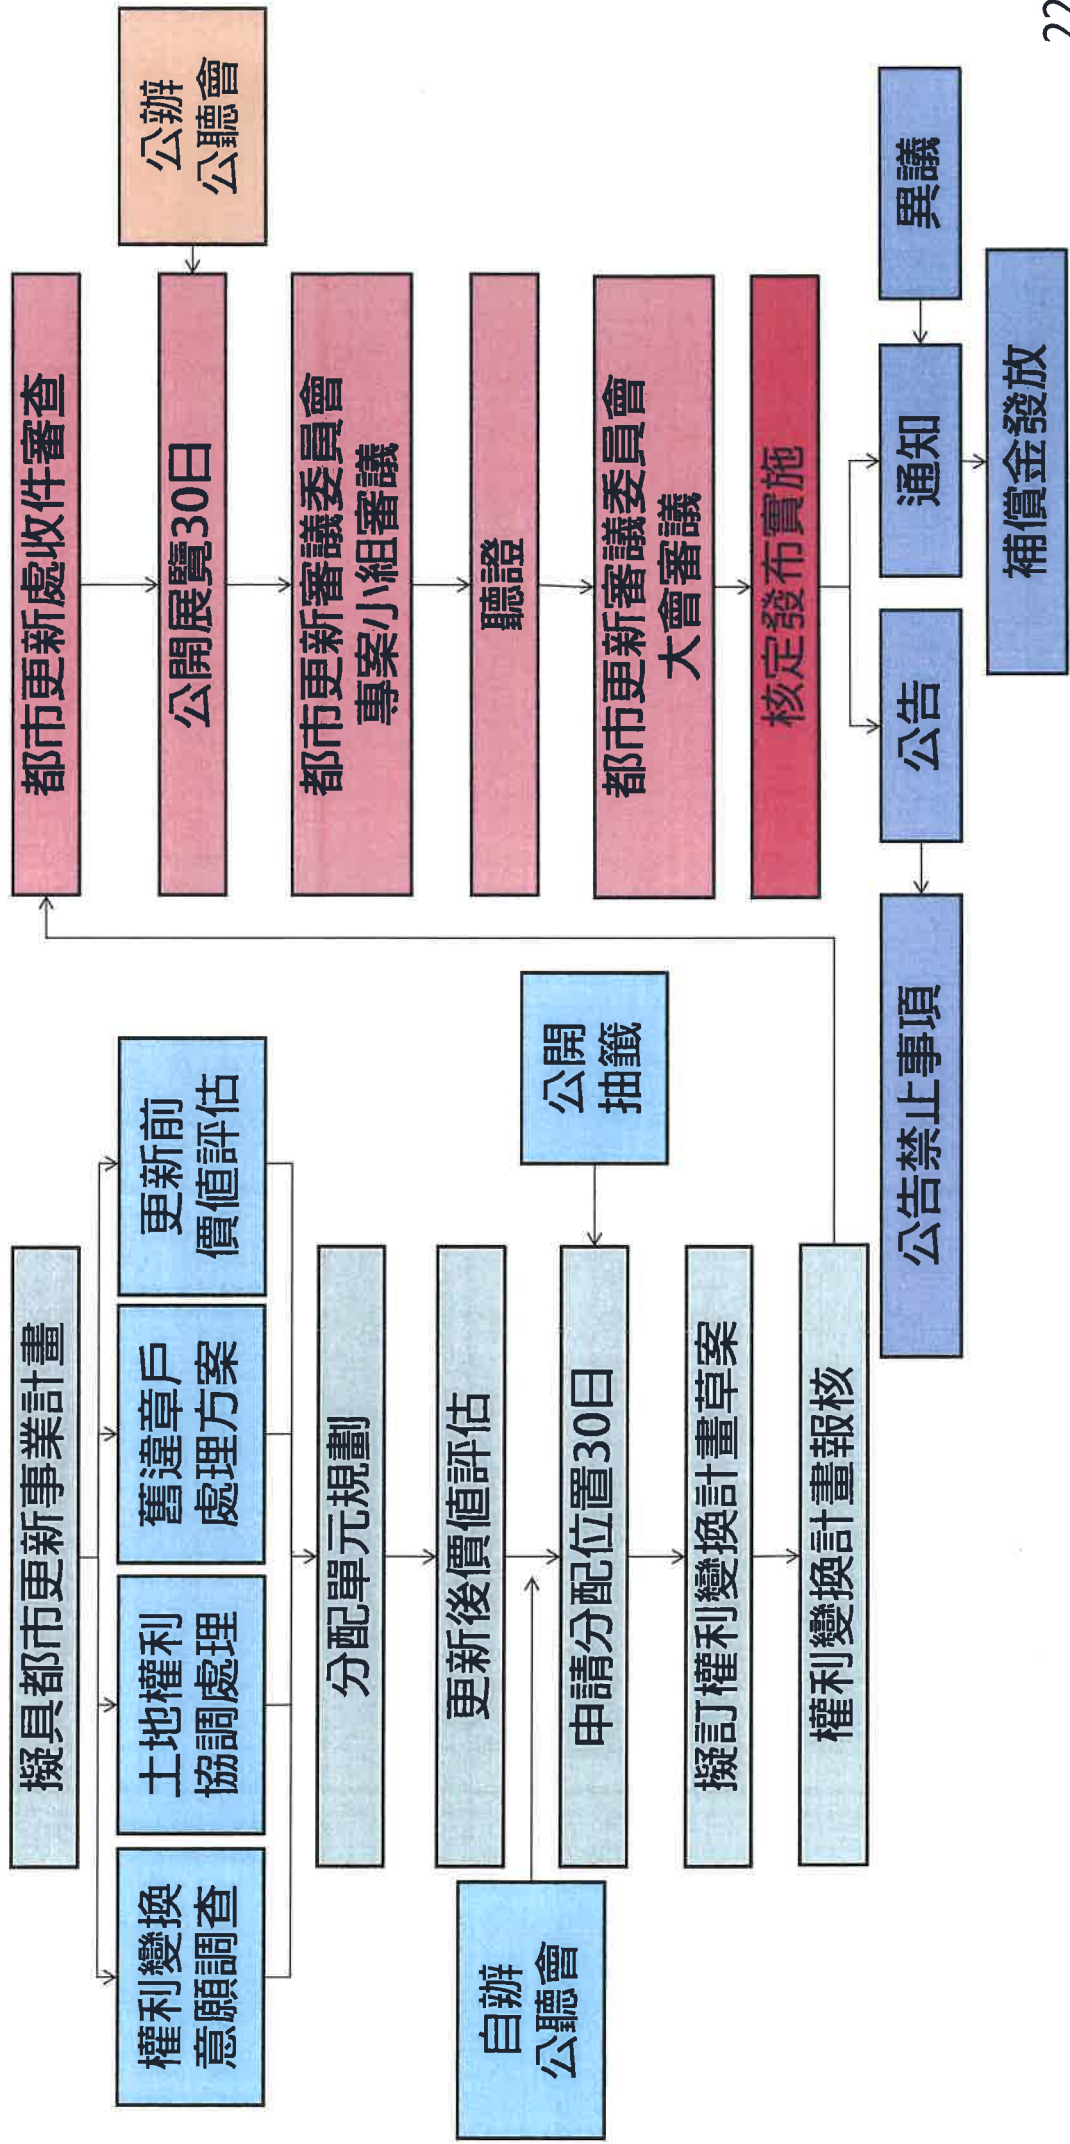 擬具都市更新事業計畫
權利變換
意願調查
土地權利
協調處理
舊違章戶
處理方案
更新前
價值評估
分配單元規劃
更新後價值評估
自辦
公聽會
申請分配位置30日
公開
抽籤
擬訂權利變換計畫草案
權利變換計畫報核
都市更新處收件審查
公開展覽30日
公辦
公聽會
都市更新審議委員會
專案小組審議
聽證
都市更新審議委員會
大會審議
核定發布實施
公告禁止事項
公告
通知
異議
補償金發放
22